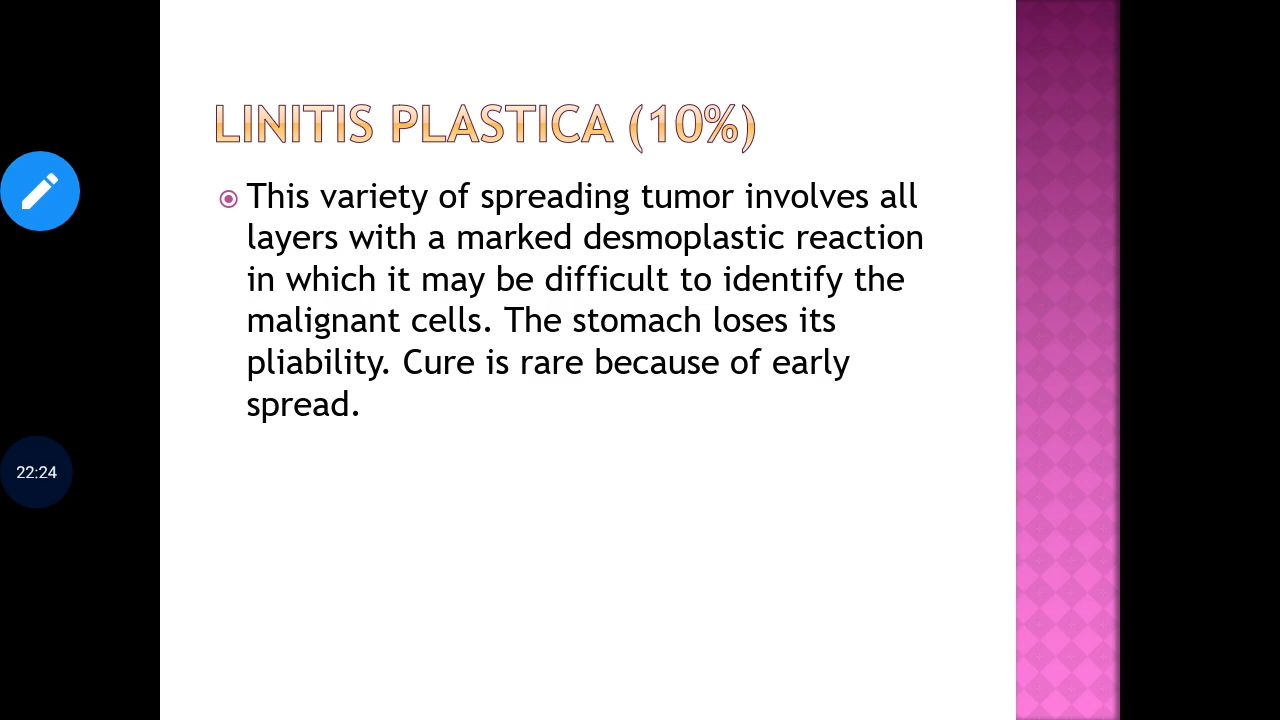 LINITIS PLASTICA (10%)
This variety of spreading tumor involves all
layers with a marked desmoplastic reaction
in which it may be difficult to identify the
malignant cells. The stomach loses its
pliability. Cure is rare because of early
spread.
22:24